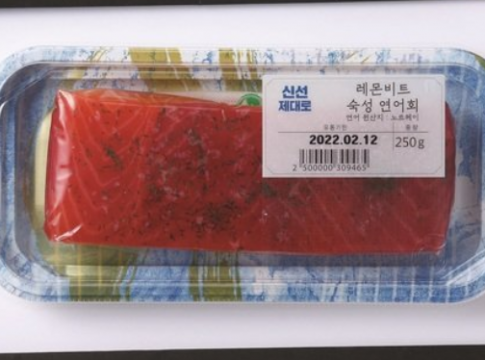 신선
제대로
레몬비트
숙성 연어회
연어 원산지 : 노르웨이
유통기한
중량
2022.02.12
250g
2 500000 309465